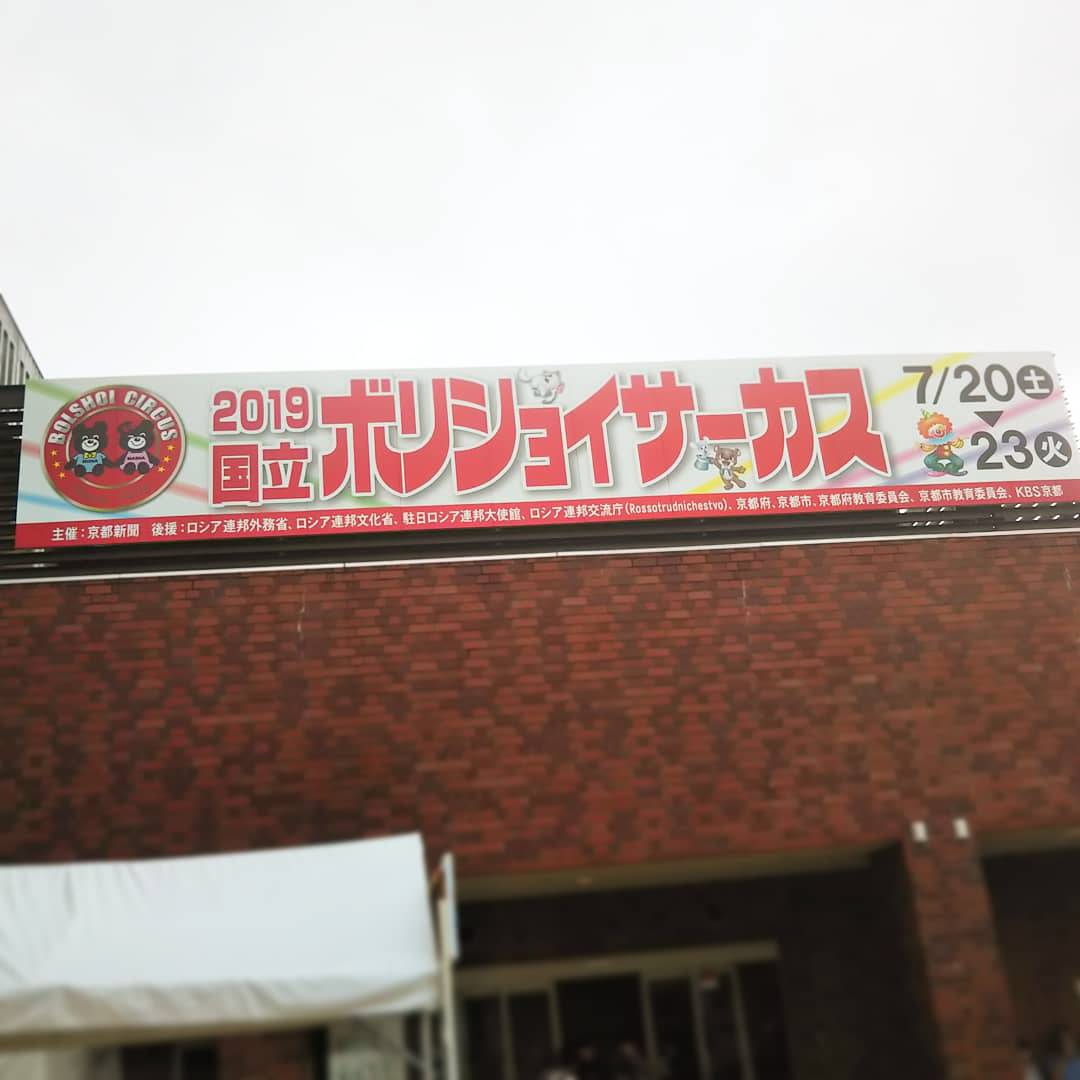 BOLSHOI CIRCUS
2019
国立
ボリショイサーカス
7/20土
▼
23火
主催：京都新聞　後援：ロシア連邦外務省、ロシア連邦文化省、駐日ロシア連邦大使館、ロシア連邦交流庁(Rossotrudnichestvo)、京都府、京都市、京都府教育委員会、京都市教育委員会、KBS京都